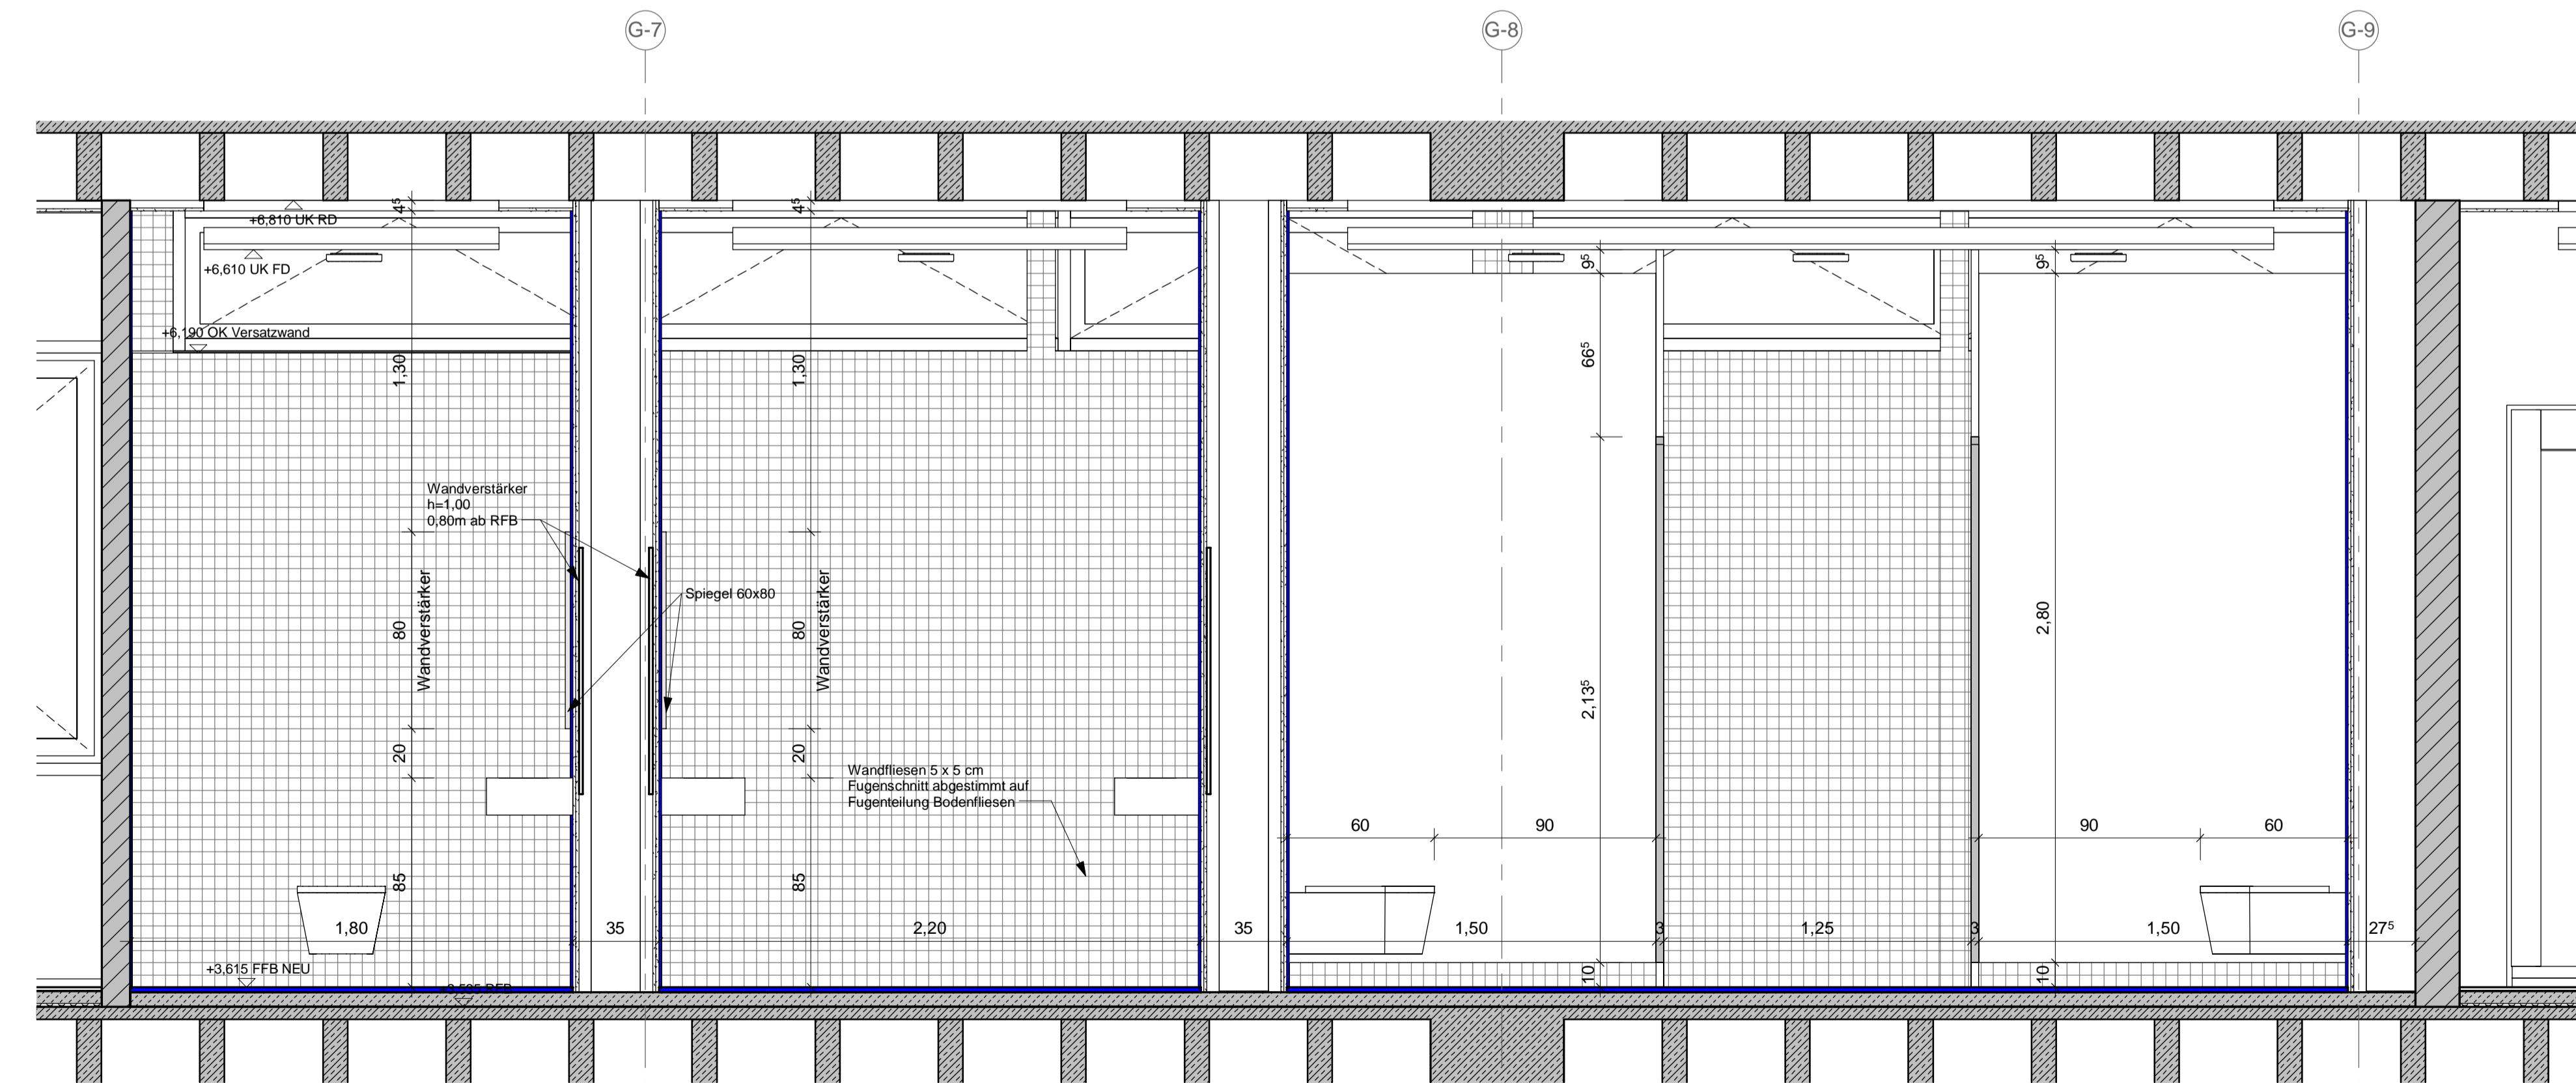 G-7
G-8
G-9
4⁵
4⁵
+6,810 UK RD
+6,610 UK FD
9⁵
9⁵
+6,190 OK Versatzwand
1,30
1,30
66⁵
Wandverstärker
h=1,00
0,80m ab RFB
Spiegel 60x80
80
Wandverstärker
80
Wandverstärker
2,80
2,13⁵
20
20
Wandfliesen 5 x 5 cm
Fugenschnitt abgestimmt auf
Fugenteilung Bodenfliesen
60
90
90
60
85
85
1,80
35
2,20
35
1,50
3
1,25
3
1,50
27⁵
+3,615 FFB NEU
10
10